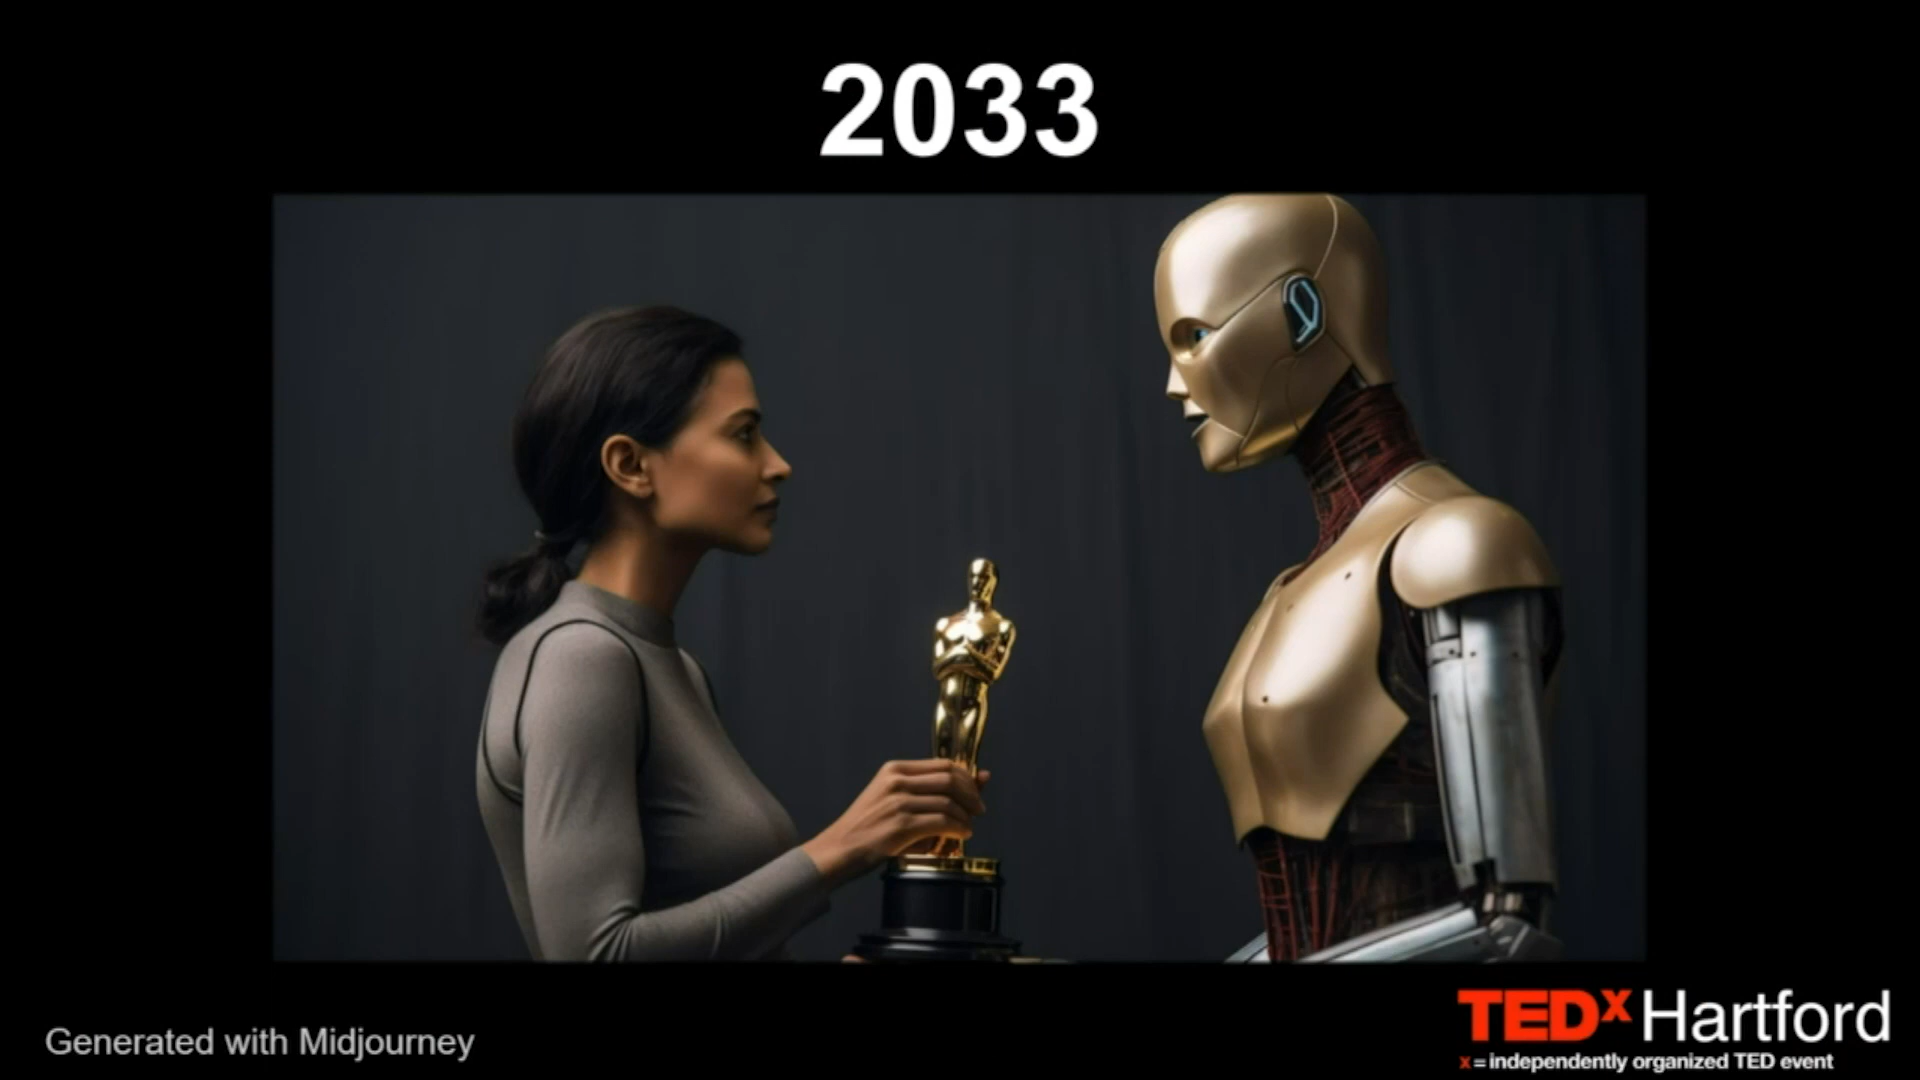 2033
Generated with Midjourney
TEDxHartford
x=independently organized TED event